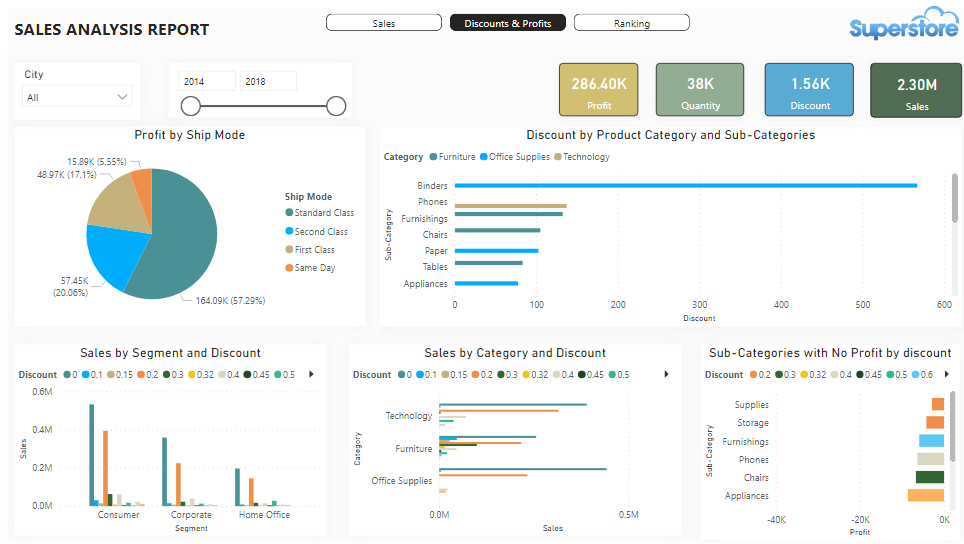 SALES ANALYSIS REPORT
Sales
Discounts & Profits
Ranking
Superstore
City
All
2014
2018
286.40K
Profit
38K
Quantity
1.56K
Discount
2.30M
Sales
Profit by Ship Mode
15.89K (5.55%)
48.97K (17.1%)
57.45K
(20.06%)
164.09K (57.29%)
Ship Mode
Standard Class
Second Class
First Class
Same Day
Discount by Product Category and Sub-Categories
Category Furniture Office Supplies Technology
Sub-Category
Binders
Phones
Furnishings
Chairs
Paper
Tables
Appliances
0 100 200 300 400 500 600
Discount
Sales by Segment and Discount
Discount 0 0.1 0.15 0.2 0.3 0.32 0.4 0.45 0.5
Sales
0.6M
0.4M
0.2M
0.0M
Consumer Corporate Home Office
Segment
Sales by Category and Discount
Discount 0 0.1 0.15 0.2 0.3 0.32 0.4 0.45 0.5
Category
Technology
Furniture
Office Supplies
0.0M 0.5M
Sales
Sub-Categories with No Profit by discount
Discount 0.2 0.3 0.32 0.4 0.45 0.5 0.6
Sub-Category
Supplies
Storage
Furnishings
Phones
Chairs
Appliances
-40K -20K 0K
Profit